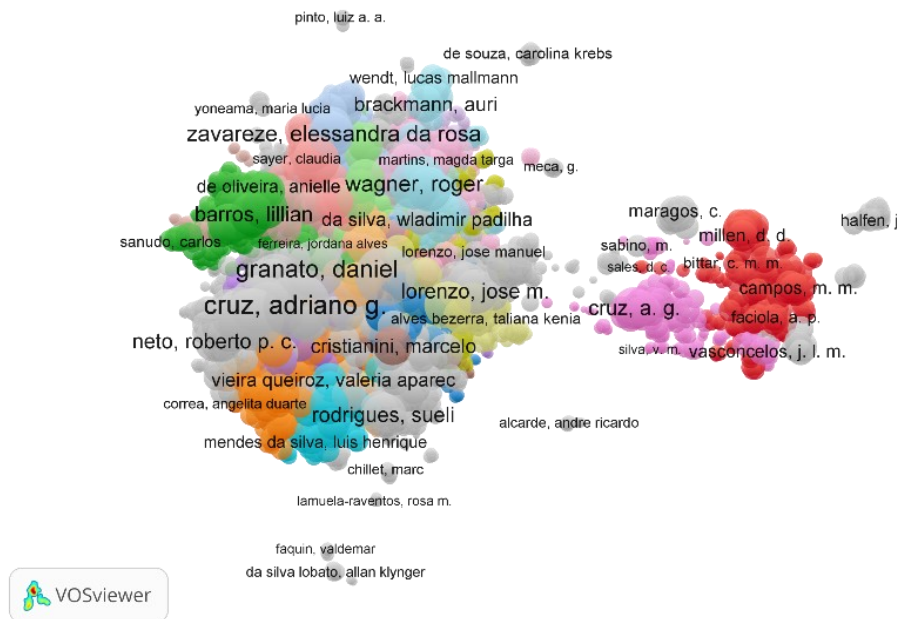 pinto, luiz a. a.
de souza, carolina krebs
wendt, lucas mallmann
yoneama, maria lucia
brackmann, auri
zavareze, elessandra da rosa
sayer, claudia
martins, magda targa
meca, g.
de oliveira, anielle
wagner, roger
barros, lillian
da silva, wladimir padilha
maragos, c.
halfen, j.
millen, d. d.
sanudo, carlos
ferreira, jordana alves
lorenzo, jose manuel
sabino, m.
sales, d. c.
bittar, c. m. m.
granato, daniel
lorenzo, jose m.
campos, m. m.
cruz, adriano g.
cruz, a. g.
alves bezerra, taliana kenia
faciola, a. p.
neto, roberto p. c.
cristianini, marcelo
silva, v. m.
vasconcelos, j. l. m.
vieira queiroz, valeria aparec
correa, angelita duarte
rodrigues, sueli
alcarde, andre ricardo
mendes da silva, luis henrique
chillet, marc
lamuela-raventos, rosa m.
faquin, valdemar
da silva lobato, allan klynger
VOSviewer